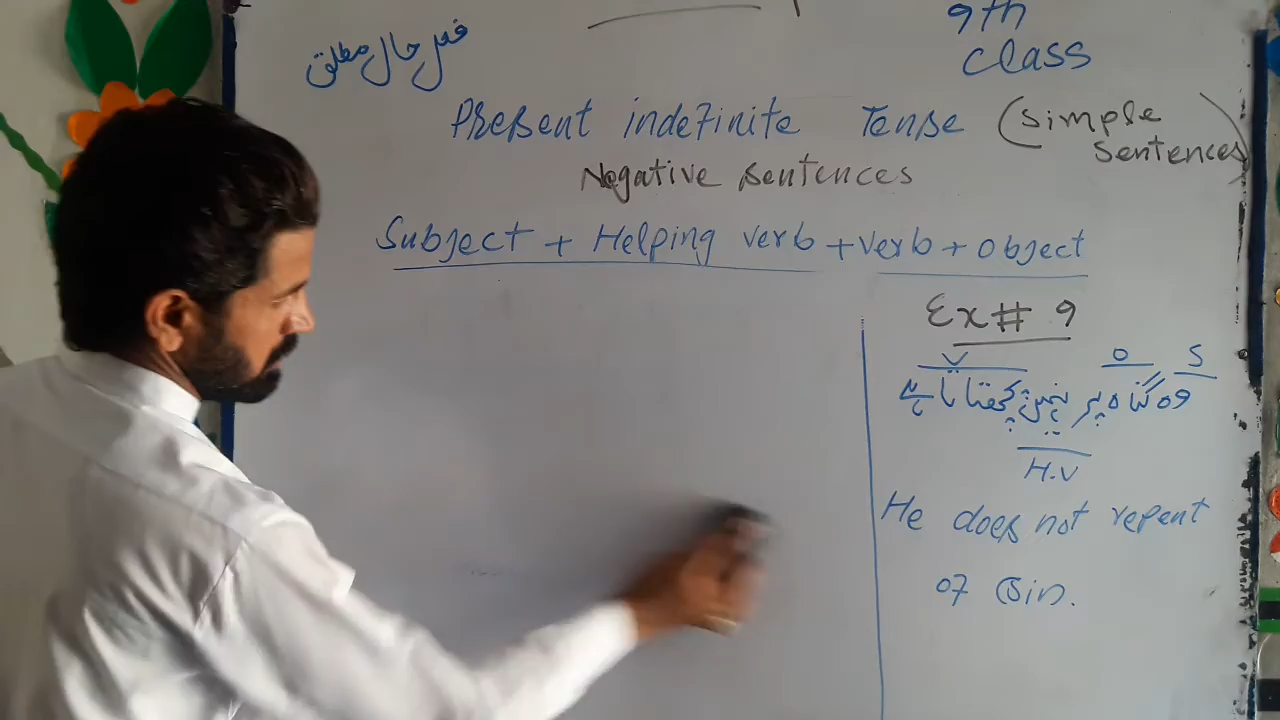 9th
class
فعل حال مطلق
Present indefinite Tense (simple
sentences)
Negative sentences
Subject + Helping verb + verb + object
Ex# 9
V O S
وہ گناہ پر نہیں پچھتاتا ہے
H.V
He does not repent
of sin.